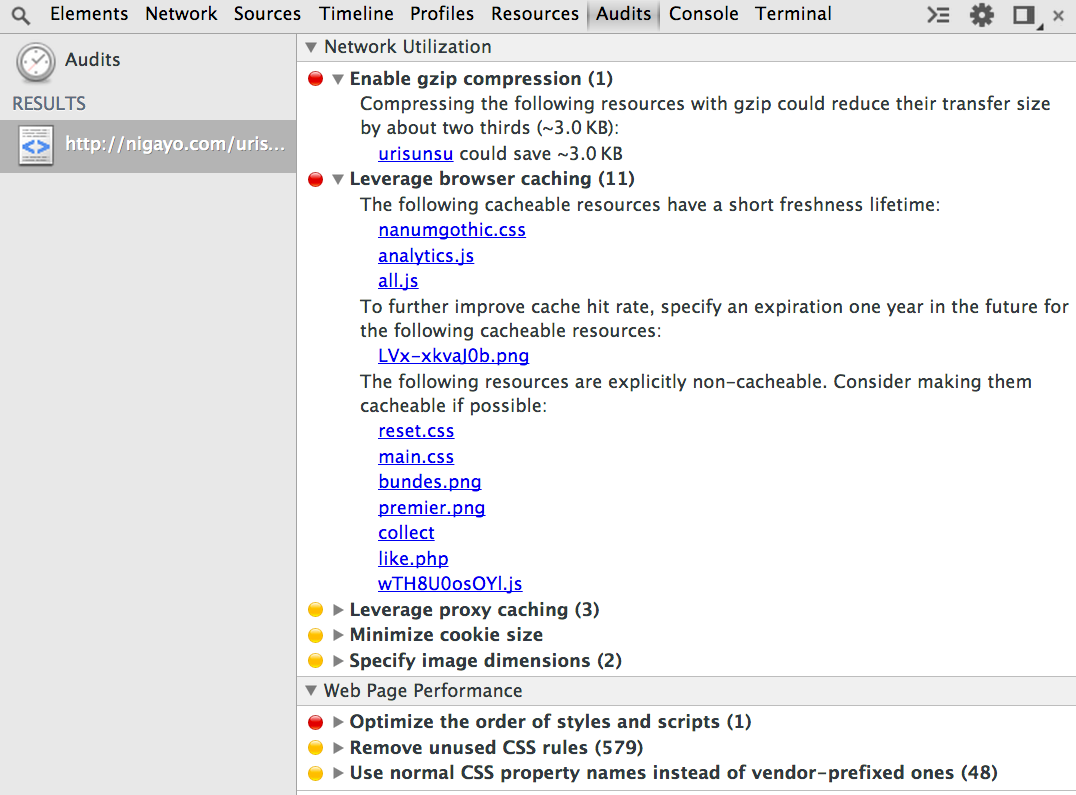 Elements Network Sources Timeline Profiles Resources Audits Console Terminal
Audits
RESULTS
http://nigayo.com/uris...
Network Utilization
Enable gzip compression (1)
Compressing the following resources with gzip could reduce their transfer size
by about two thirds (~3.0 KB):
urisunsu could save ~3.0 KB
Leverage browser caching (11)
The following cacheable resources have a short freshness lifetime:
nanumgothic.css
analytics.js
all.js
To further improve cache hit rate, specify an expiration one year in the future for
the following cacheable resources:
LVx-xkvaJ0b.png
The following resources are explicitly non-cacheable. Consider making them
cacheable if possible:
reset.css
main.css
bundes.png
premier.png
collect
like.php
wTH8U0osOYl.js
Leverage proxy caching (3)
Minimize cookie size
Specify image dimensions (2)
Web Page Performance
Optimize the order of styles and scripts (1)
Remove unused CSS rules (579)
Use normal CSS property names instead of vendor-prefixed ones (48)